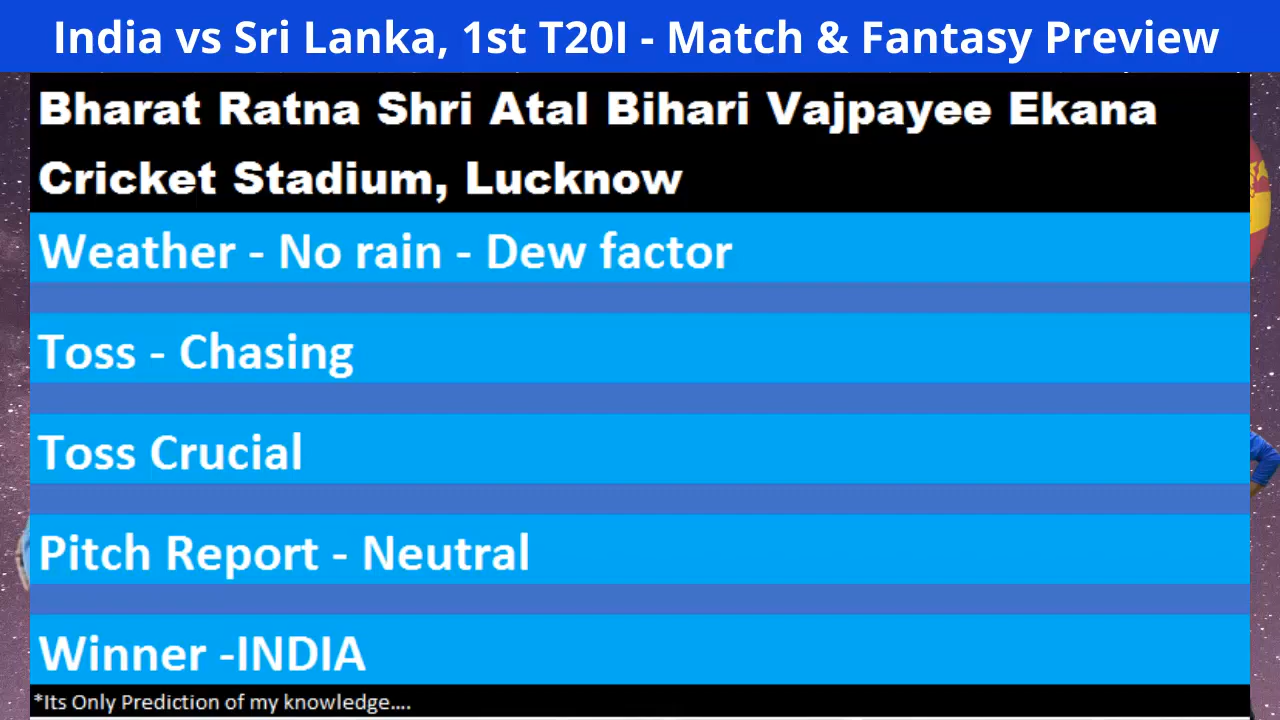 India vs Sri Lanka, 1st T20I - Match & Fantasy Preview
Bharat Ratna Shri Atal Bihari Vajpayee Ekana
Cricket Stadium, Lucknow
Weather - No rain - Dew factor
Toss - Chasing
Toss Crucial
Pitch Report - Neutral
Winner -INDIA
*Its Only Prediction of my knowledge....